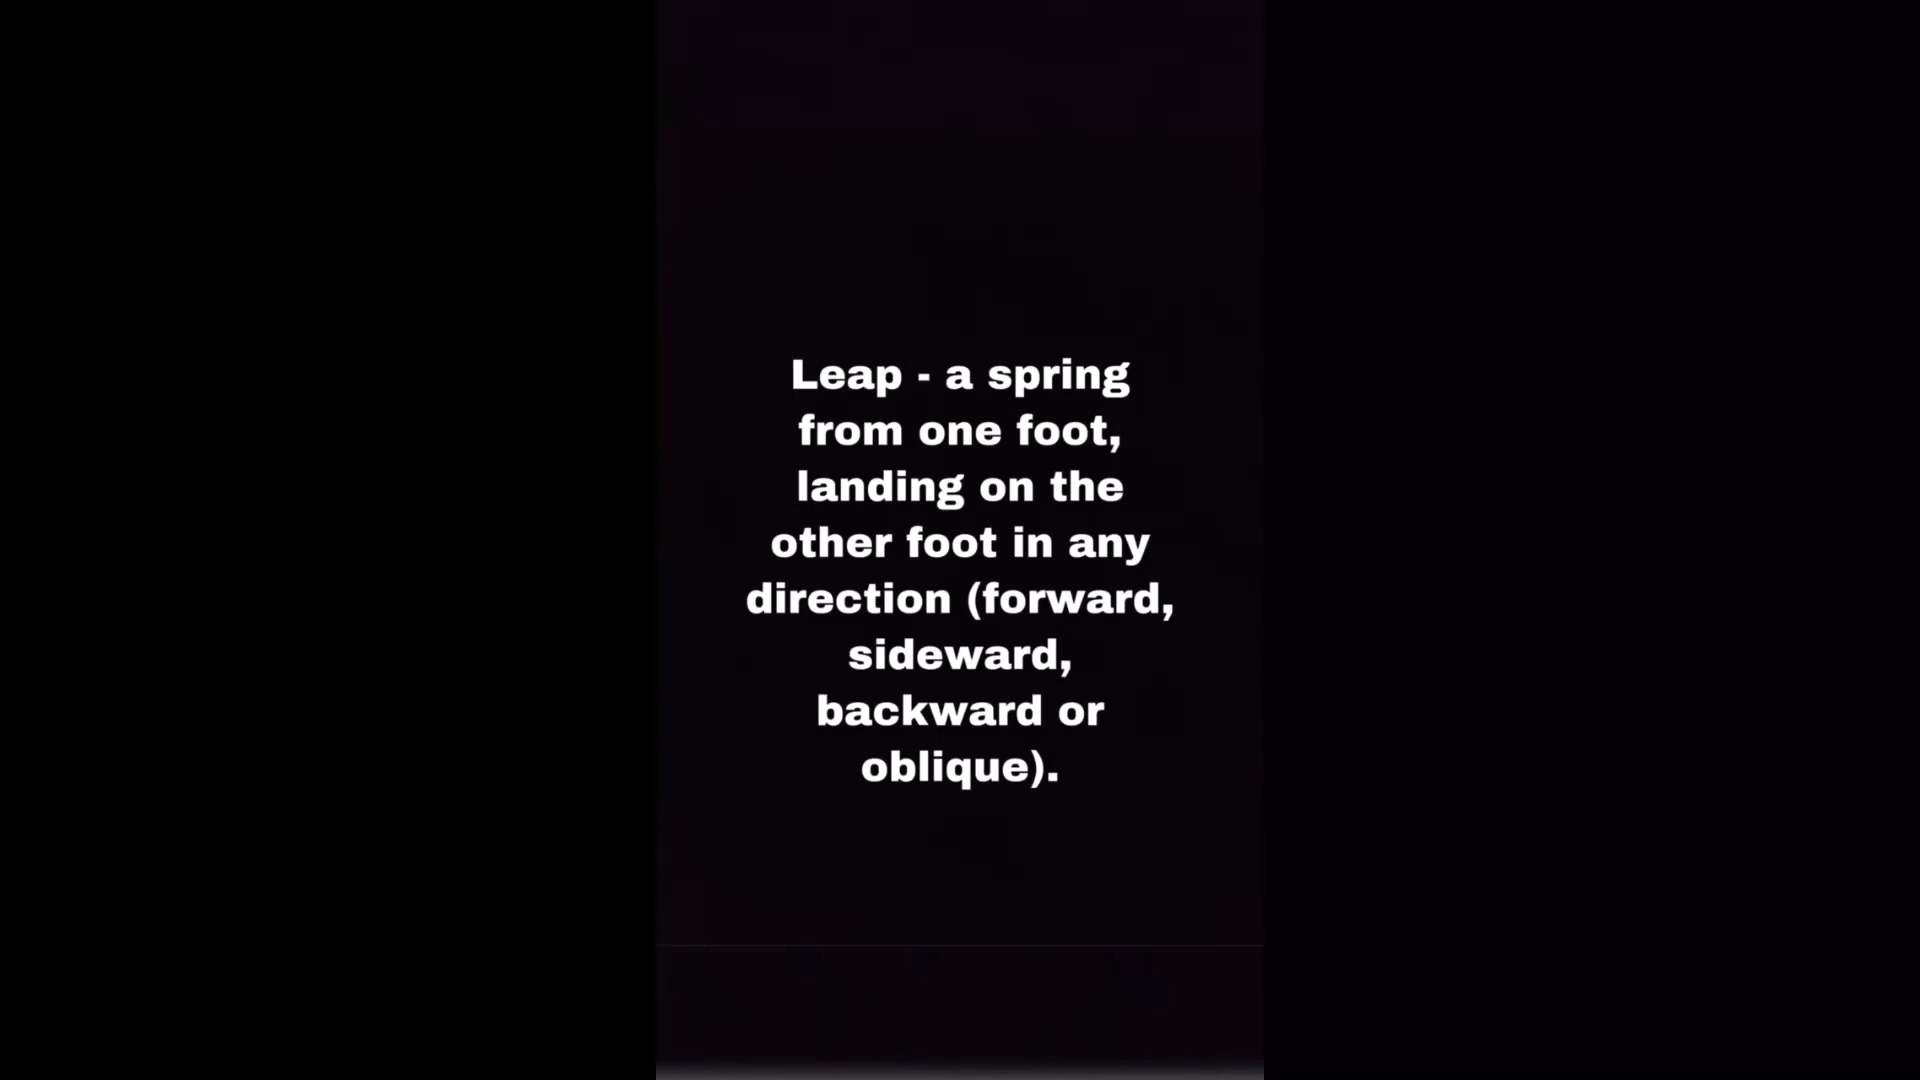 Leap - a spring
from one foot,
landing on the
other foot in any
direction (forward,
sideward,
backward or
oblique).